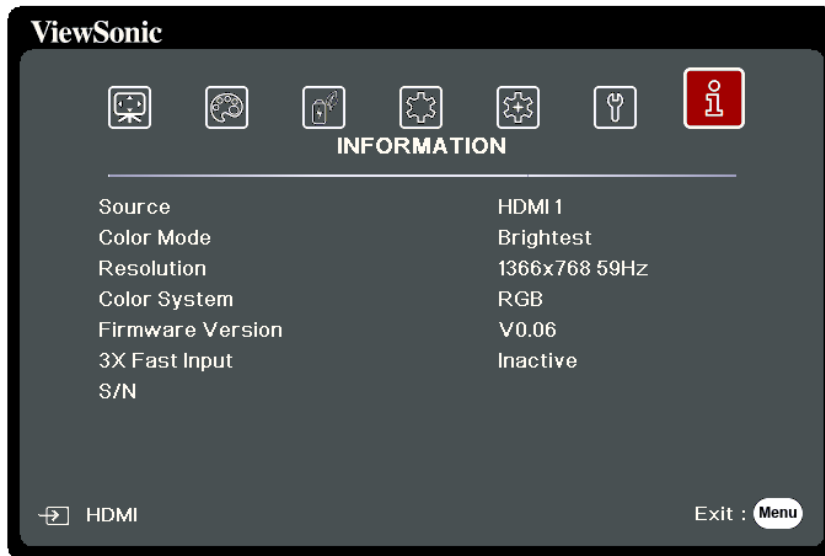 ViewSonic
INFORMATION
Source HDMI 1
Color Mode Brightest
Resolution 1366x768 59Hz
Color System RGB
Firmware Version V0.06
3X Fast Input Inactive
S/N
HDMI Exit : Menu